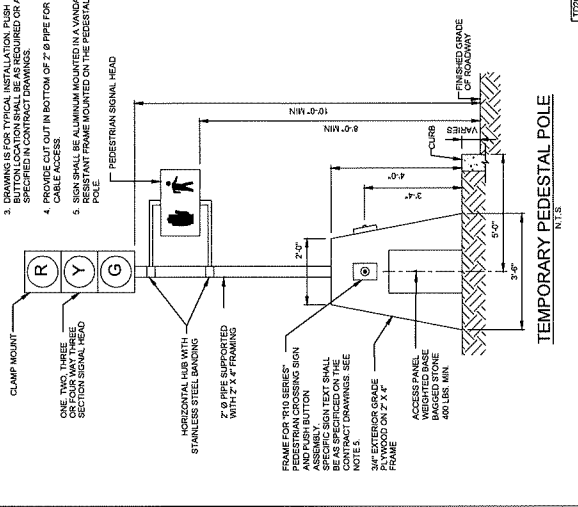 3. DRAWING IS FOR TYPICAL INSTALLATION. PUSH
BUTTON LOCATION SHALL BE AS REQUIRED OR A
SPECIFIED IN CONTRACT DRAWINGS.
4. PROVIDE CUT OUT IN BOTTOM OF 2" Ø PIPE FOR
CABLE ACCESS.
5. SIGN SHALL BE ALUMINUM MOUNTED IN A VANDA
RESISTANT FRAME MOUNTED ON THE PEDESTAL
POLE.
CLAMP MOUNT
R
Y
G
ONE, TWO, THREE
OR FOUR WAY THREE
SECTION SIGNAL HEAD
PEDESTRIAN SIGNAL HEAD
HORIZONTAL HUB WITH
STAINLESS STEEL BANDING
2" Ø PIPE SUPPORTED
WITH 2" X 4" FRAMING
10'-0" MIN
8'-0" MIN
FRAME FOR "R10 SERIES"
PEDESTRIAN CROSSING SIGN
AND PUSH BUTTON
ASSEMBLY.
SPECIFIC SIGN TEXT SHALL
BE AS SPECIFICED ON THE
CONTRACT DRAWINGS. SEE
NOTE 5.
3/4" EXTERIOR GRADE
PLYWOOD ON 2" X 4"
FRAME
ACCESS PANEL
WEIGHTED BASE
BAGGED STONE
400 LBS. MIN.
2'-0"
4'-0"
3'-4"
CURB
VARIES
FINISHED GRADE
OF ROADWAY
5'-0"
3'-6"
TEMPORARY PEDESTAL POLE
N.T.S.